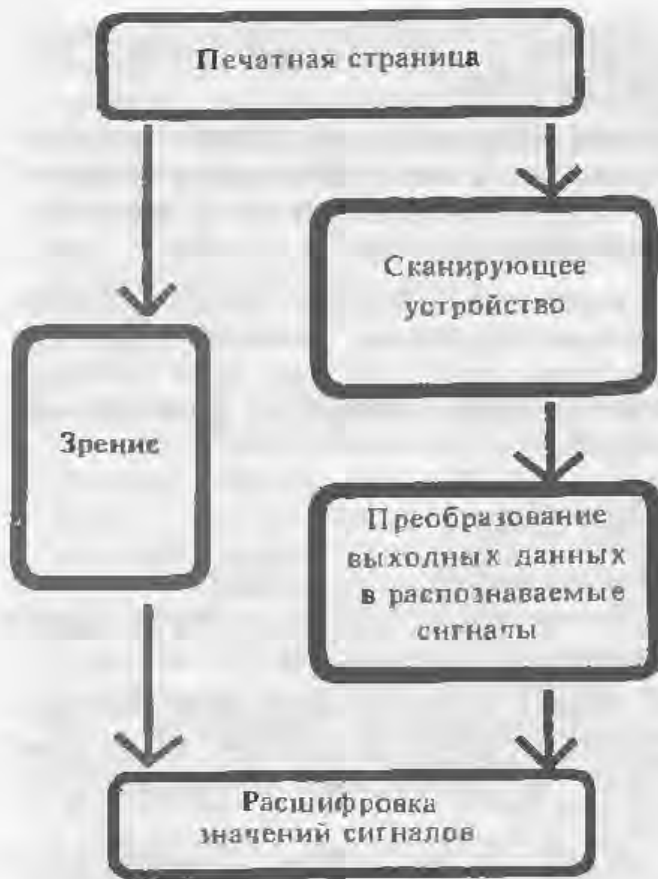 Печатная страница
Сканирующее
устройство
Зрение
Преобразование
выходных данных
в распознаваемые
сигналы
Расшифровка
значений сигналов